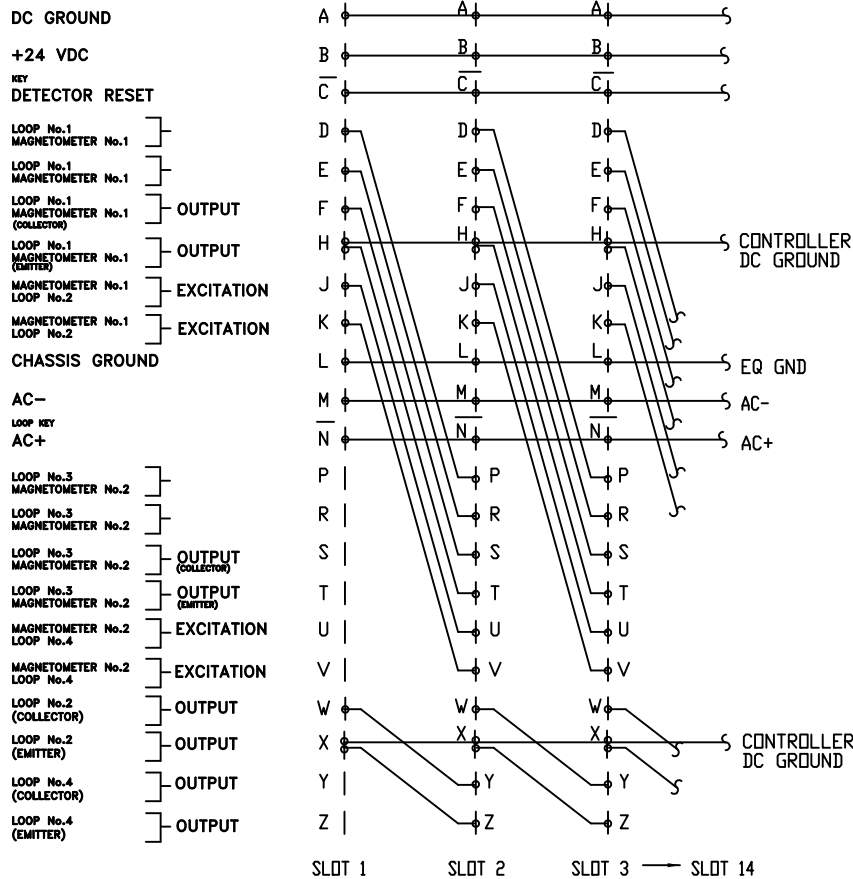 DC GROUND A A A
+24 VDC B B B
KEY
DETECTOR RESET C C C
LOOP No.1
MAGNETOMETER No.1 D D D
LOOP No.1
MAGNETOMETER No.1 E E E
LOOP No.1
MAGNETOMETER No.1 OUTPUT F F F
(COLLECTOR)
LOOP No.1
MAGNETOMETER No.1 OUTPUT H H H CONTROLLER
(EMITTER) DC GROUND
MAGNETOMETER No.1
LOOP No.2 EXCITATION J J J
MAGNETOMETER No.1
LOOP No.2 EXCITATION K K K
CHASSIS GROUND L L L EQ GND
AC- M M M AC-
LOOP KEY
AC+ N N N AC+
LOOP No.3
MAGNETOMETER No.2 P P P
LOOP No.3
MAGNETOMETER No.2 R R R
LOOP No.3
MAGNETOMETER No.2 OUTPUT S S S
(COLLECTOR)
LOOP No.3
MAGNETOMETER No.2 OUTPUT T T T
(EMITTER)
MAGNETOMETER No.2
LOOP No.4 EXCITATION U U U
MAGNETOMETER No.2
LOOP No.4 EXCITATION V V V
LOOP No.2
(COLLECTOR) OUTPUT W W W
LOOP No.2
(EMITTER) OUTPUT X X X CONTROLLER
DC GROUND
LOOP No.4
(COLLECTOR) OUTPUT Y Y Y
LOOP No.4
(EMITTER) OUTPUT Z Z Z
SLOT 1 SLOT 2 SLOT 3 SLOT 14